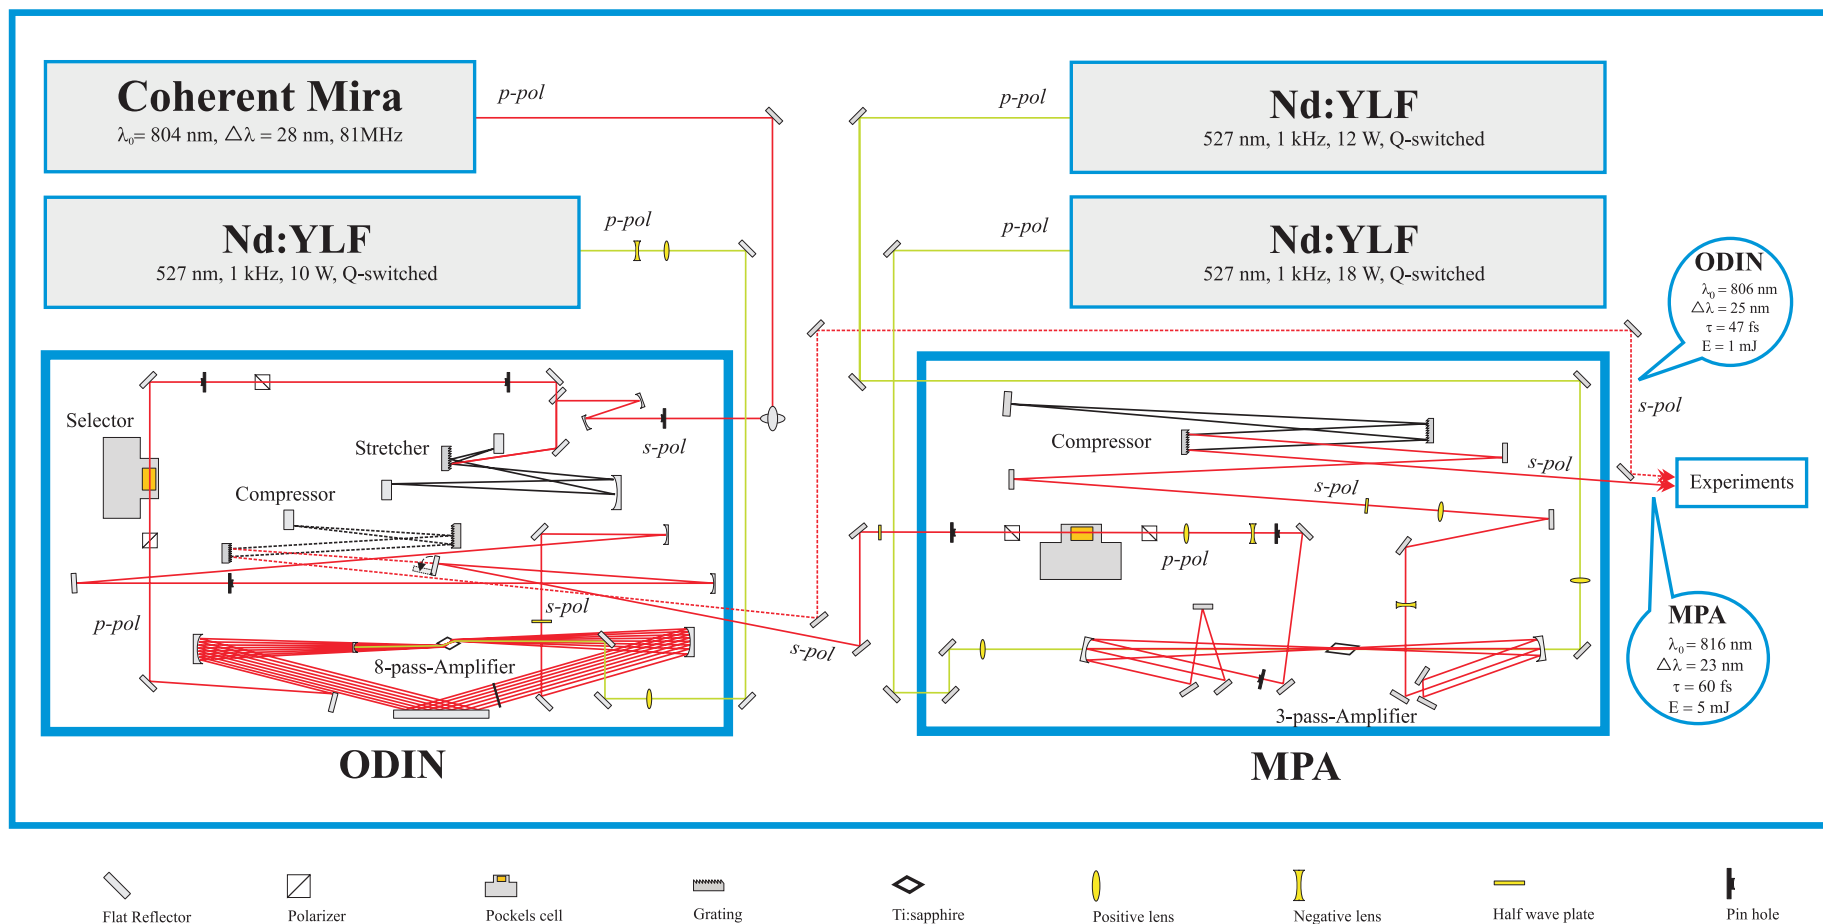 Coherent Mira
λ0= 804 nm, △λ = 28 nm, 81MHz
p-pol
p-pol
Nd:YLF
527 nm, 1 kHz, 12 W, Q-switched
Nd:YLF
527 nm, 1 kHz, 10 W, Q-switched
p-pol
p-pol
Nd:YLF
527 nm, 1 kHz, 18 W, Q-switched
ODIN
λ0 = 806 nm
△λ = 25 nm
τ = 47 fs
E = 1 mJ
s-pol
Selector
Stretcher
s-pol
Compressor
Compressor
s-pol
s-pol
Experiments
p-pol
s-pol
p-pol
s-pol
8-pass-Amplifier
3-pass-Amplifier
MPA
λ0 = 816 nm
△λ = 23 nm
τ = 60 fs
E = 5 mJ
ODIN
MPA
Flat Reflector
Polarizer
Pockels cell
Grating
Ti:sapphire
Positive lens
Negative lens
Half wave plate
Pin hole